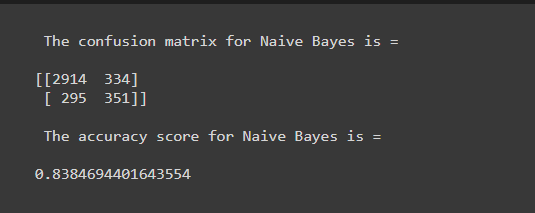 The confusion matrix for Naive Bayes is =
[[2914 334]
[ 295 351]]
The accuracy score for Naive Bayes is =
0.8384694401643554